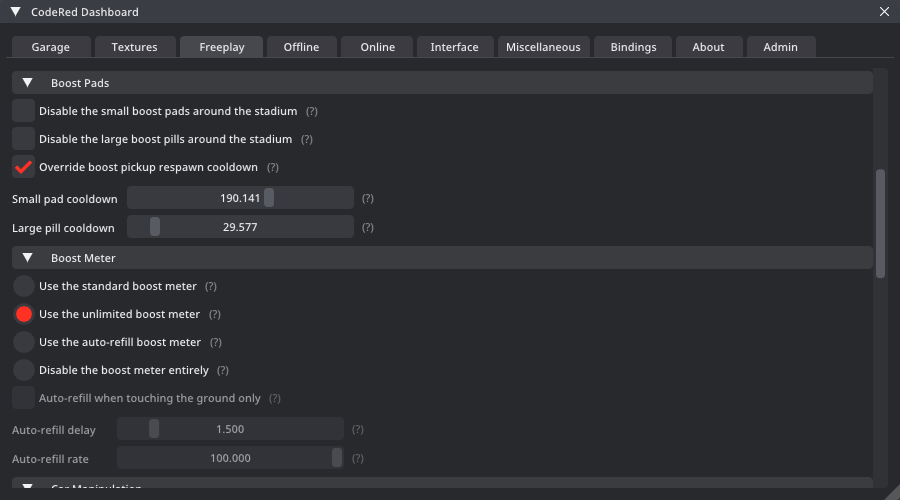 CodeRed Dashboard
Garage Textures Freeplay Offline Online Interface Miscellaneous Bindings About Admin
Boost Pads
Disable the small boost pads around the stadium (?)
Disable the large boost pills around the stadium (?)
Override boost pickup respawn cooldown (?)
Small pad cooldown 190.141 (?)
Large pill cooldown 29.577 (?)
Boost Meter
Use the standard boost meter (?)
Use the unlimited boost meter (?)
Use the auto-refill boost meter (?)
Disable the boost meter entirely (?)
Auto-refill when touching the ground only (?)
Auto-refill delay 1.500 (?)
Auto-refill rate 100.000 (?)
Car Manipulation